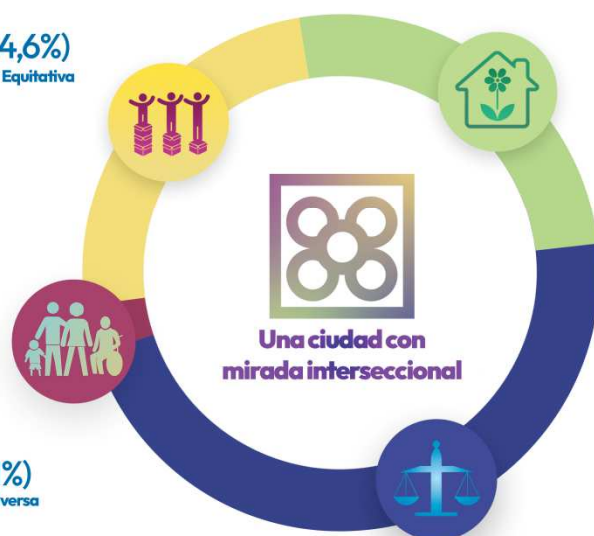 4,6%)
Equitativa
Una ciudad con
mirada interseccional
%)
versa